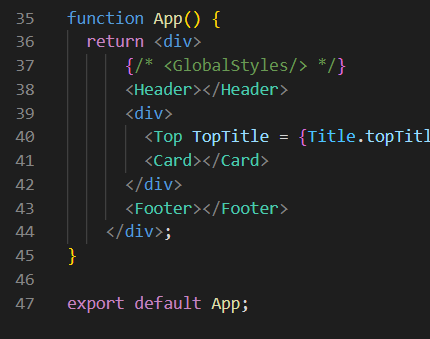 35 function App() {
36 return <div>
37 {/* <GlobalStyles/> */}
38 <Header></Header>
39 <div>
40 <Top TopTitle = {Title.topTitl
41 <Card></Card>
42 </div>
43 <Footer></Footer>
44 </div>;
45 }
46
47 export default App;